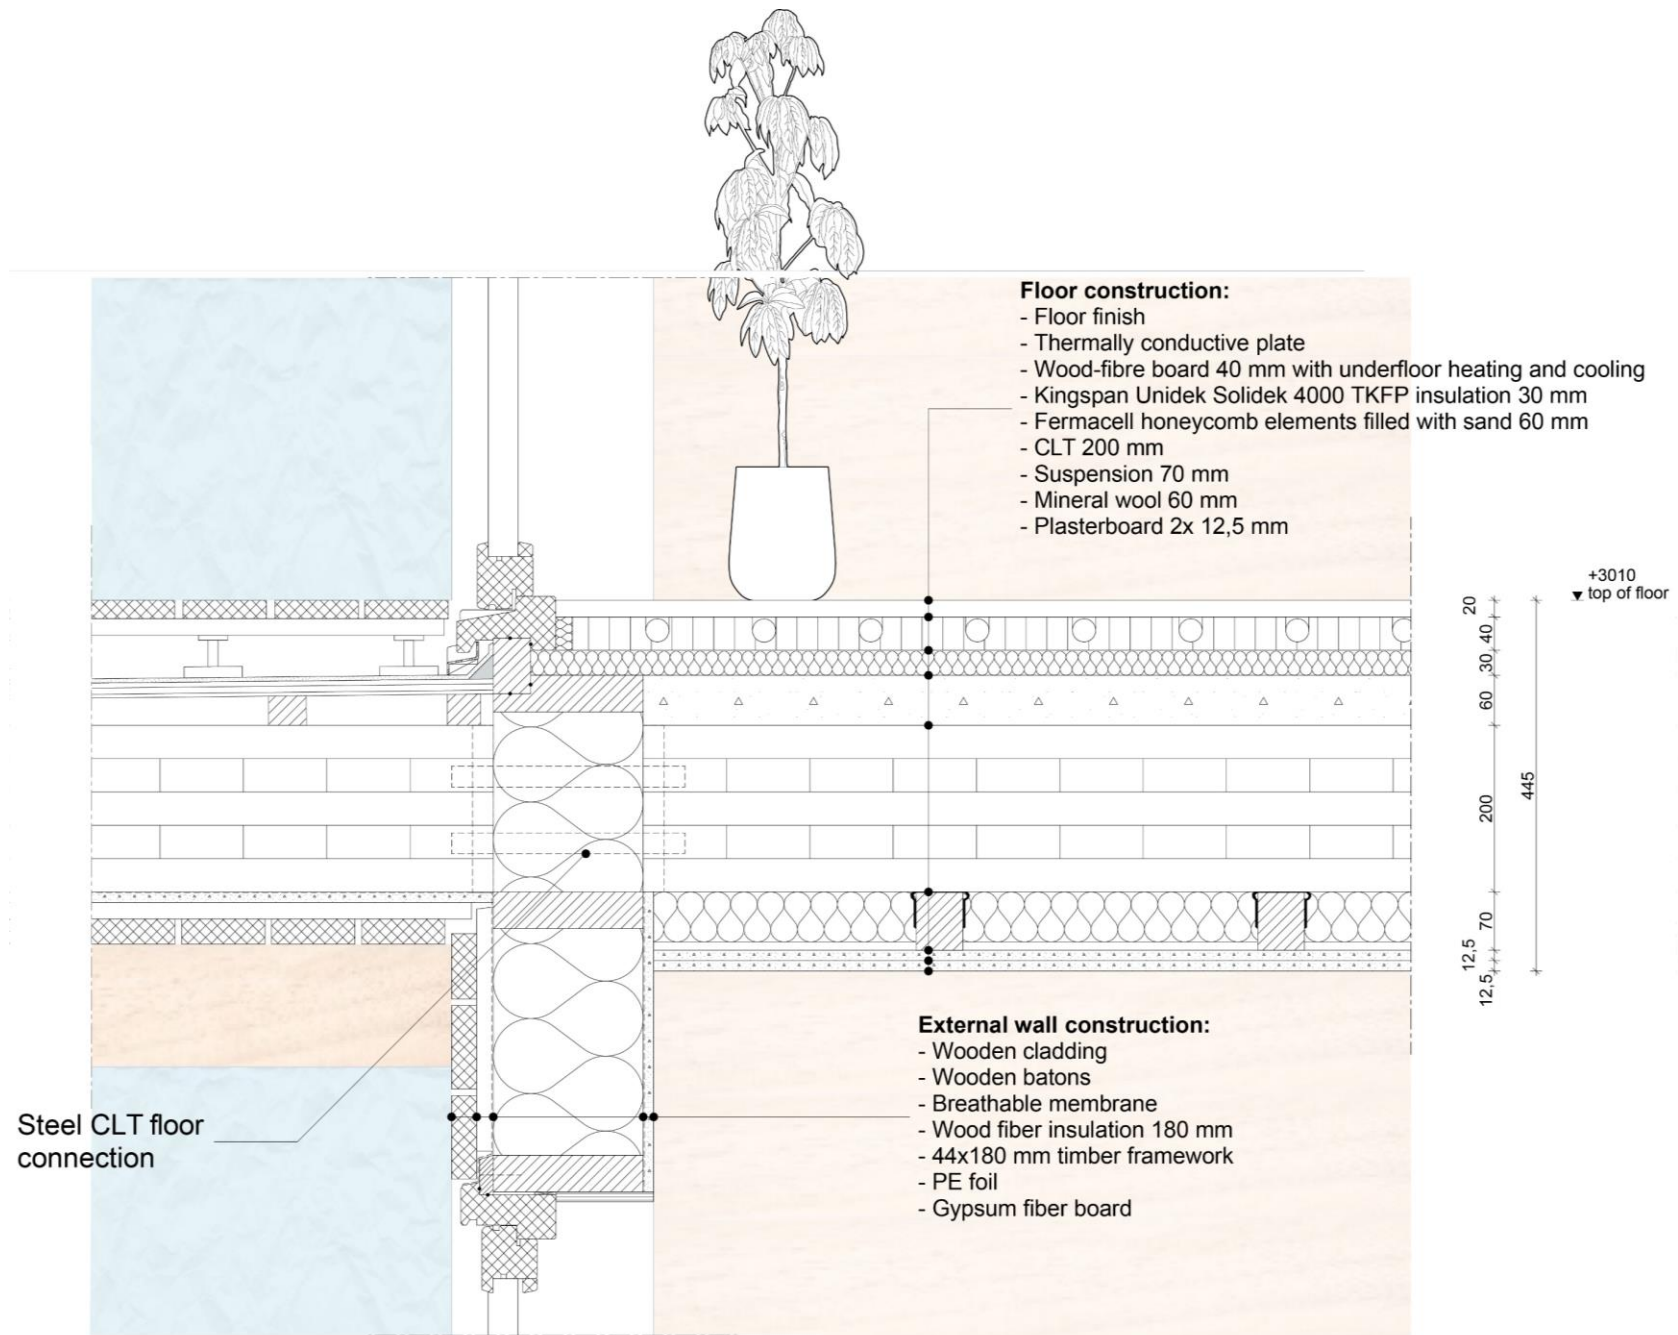 Floor construction:
- Floor finish
- Thermally conductive plate
- Wood-fibre board 40 mm with underfloor heating and cooling
- Kingspan Unidek Solidek 4000 TKFP insulation 30 mm
- Fermacell honeycomb elements filled with sand 60 mm
- CLT 200 mm
- Suspension 70 mm
- Mineral wool 60 mm
- Plasterboard 2x 12,5 mm
+3010
top of floor
20
40
30
60
200
445
70
12,5
12,5
External wall construction:
- Wooden cladding
- Wooden batons
- Breathable membrane
- Wood fiber insulation 180 mm
- 44x180 mm timber framework
- PE foil
- Gypsum fiber board
Steel CLT floor
connection